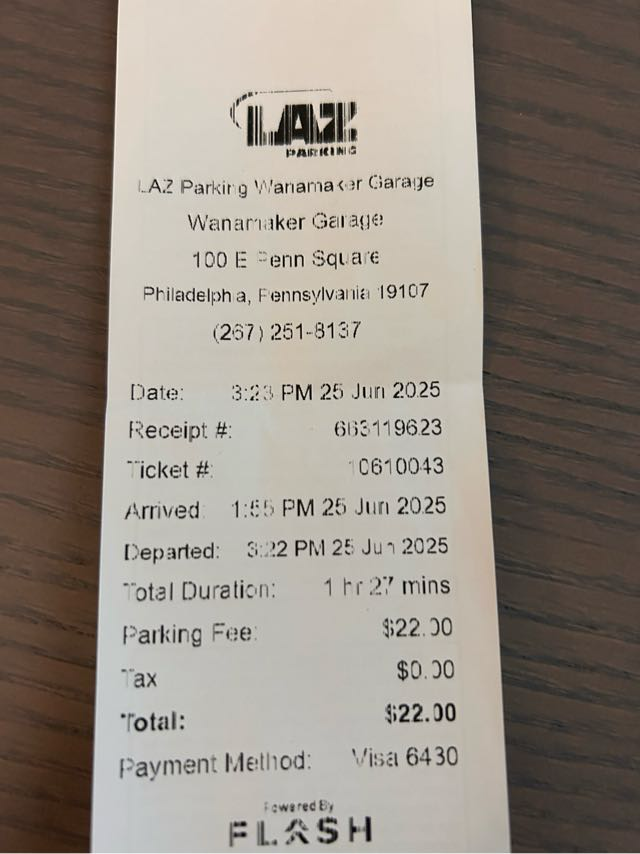 LAZ
PARKING
LAZ Parking Wanamaker Garage
Wanamaker Garage
100 E Penn Square
Philadelphia, Pennsylvania 19107
(267) 251-8137
Date: 3:23 PM 25 Jun 2025
Receipt #: 663119623
Ticket #: 10610043
Arrived: 1:55 PM 25 Jun 2025
Departed: 3:22 PM 25 Jun 2025
Total Duration: 1 hr 27 mins
Parking Fee: $22.00
Tax $0.00
Total: $22.00
Payment Method: Visa 6430
Powered By
FLASH